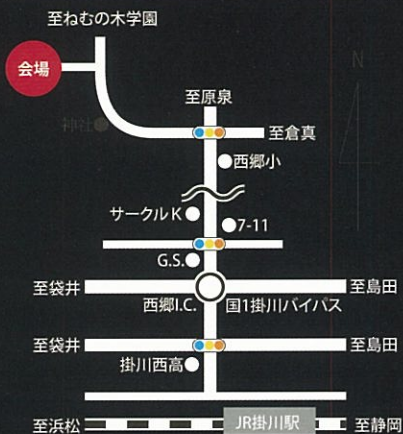 至ねむの木学園
会場
至原泉
N
神社
至倉真
西郷小
サークルK
7-11
G.S.
至袋井
至島田
西郷I.C.
国1掛川バイパス
至袋井
至島田
掛川西高
JR掛川駅
至浜松
至静岡